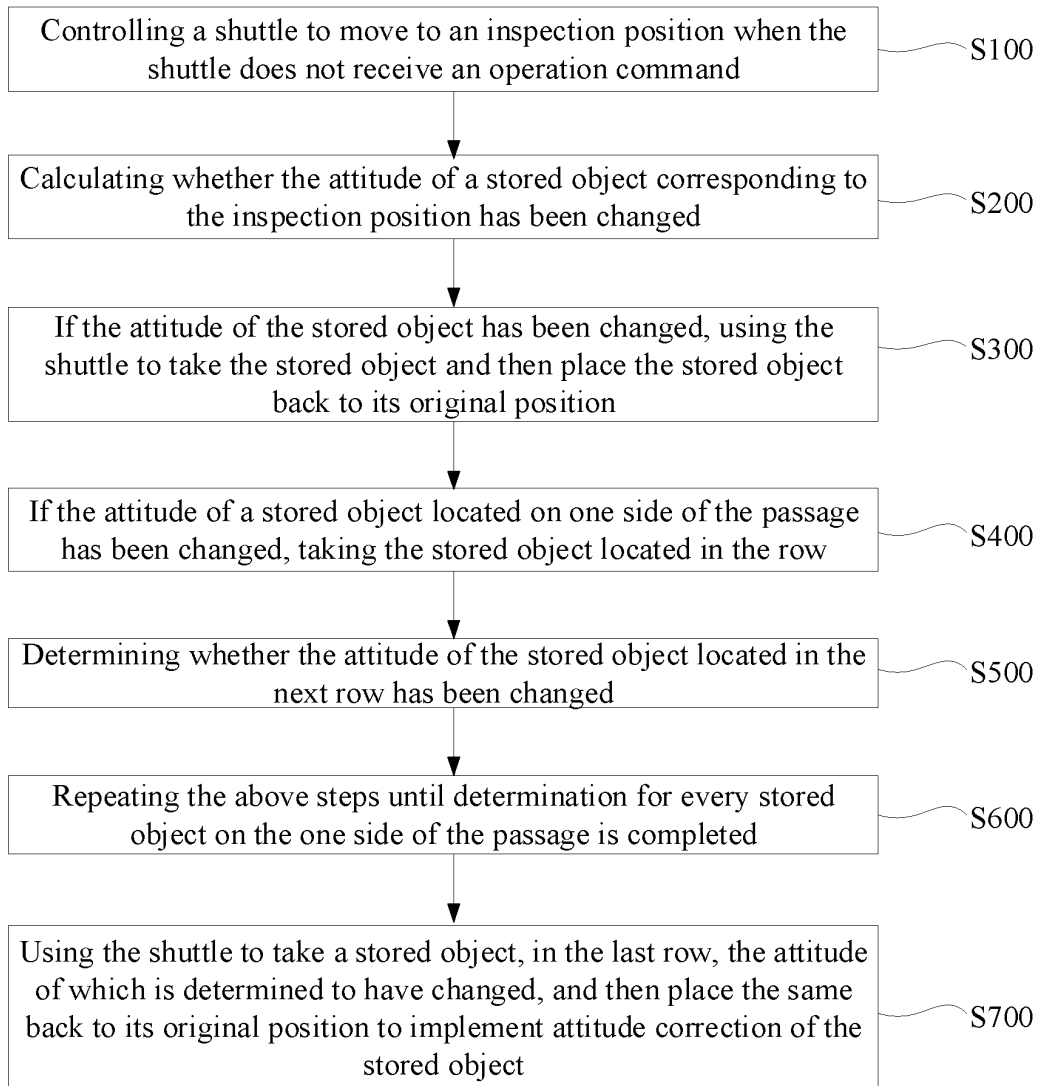 Controlling a shuttle to move to an inspection position when the
shuttle does not receive an operation command
S100
Calculating whether the attitude of a stored object corresponding to
the inspection position has been changed
S200
If the attitude of the stored object has been changed, using the
shuttle to take the stored object and then place the stored object
back to its original position
S300
If the attitude of a stored object located on one side of the passage
has been changed, taking the stored object located in the row
S400
Determining whether the attitude of the stored object located in the
next row has been changed
S500
Repeating the above steps until determination for every stored
object on the one side of the passage is completed
S600
Using the shuttle to take a stored object, in the last row, the attitude
of which is determined to have changed, and then place the same
back to its original position to implement attitude correction of the
stored object
S700